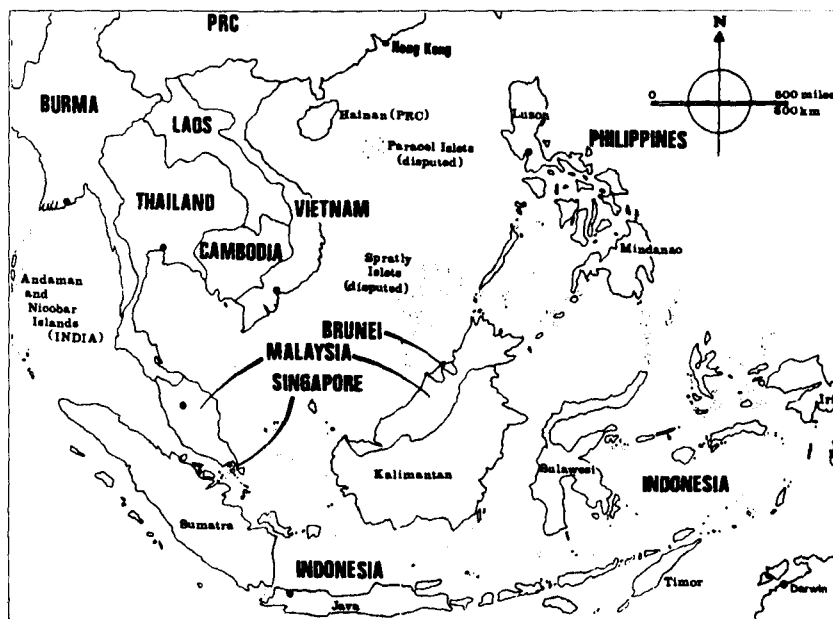 PRC
Hong Kong
N
BURMA
0
500 miles
800 km
LAOS
Hainan (PRC)
Luzon
Paracel Islets
(disputed)
PHILIPPINES
THAILAND
VIETNAM
CAMBODIA
Mindanao
Spratly
Islets
(disputed)
Andaman
and
Nicobar
Islands
(INDIA)
BRUNEI
MALAYSIA
SINGAPORE
Kalimantan
Sulawesi
INDONESIA
Sumatra
INDONESIA
Java
Timor
Darwin